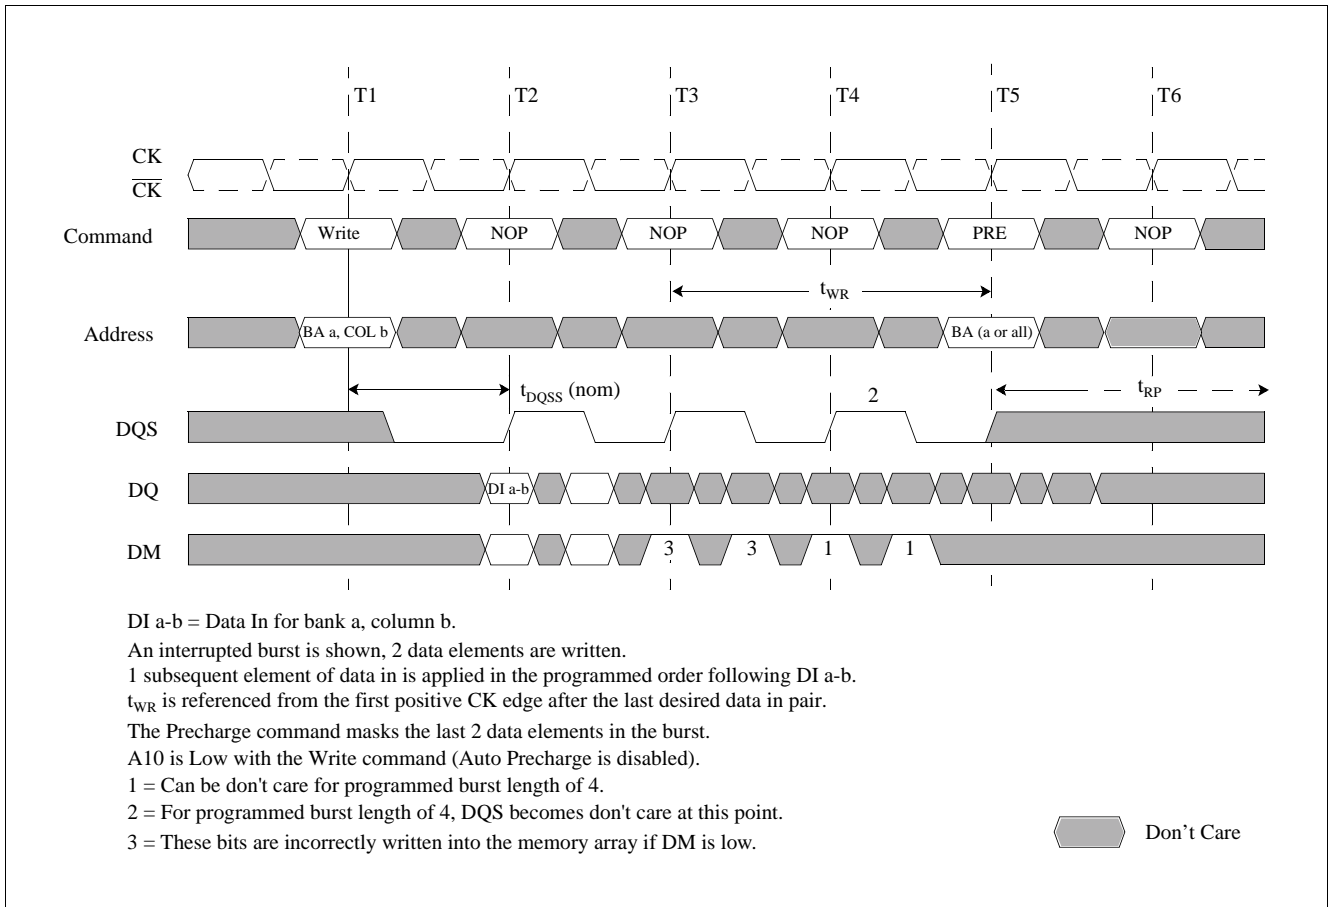 T1 T2 T3 T4 T5 T6
CK
CK
Command Write NOP NOP NOP PRE NOP
tWR
Address BA a, COL b BA (a or all)
tDQSS (nom) 2 tRP
DQS
DQ DI a-b
DM 3 3 1 1
DI a-b = Data In for bank a, column b.
An interrupted burst is shown, 2 data elements are written.
1 subsequent element of data in is applied in the programmed order following DI a-b.
tWR is referenced from the first positive CK edge after the last desired data in pair.
The Precharge command masks the last 2 data elements in the burst.
A10 is Low with the Write command (Auto Precharge is disabled).
1 = Can be don't care for programmed burst length of 4.
2 = For programmed burst length of 4, DQS becomes don't care at this point.
3 = These bits are incorrectly written into the memory array if DM is low.
Don’t Care